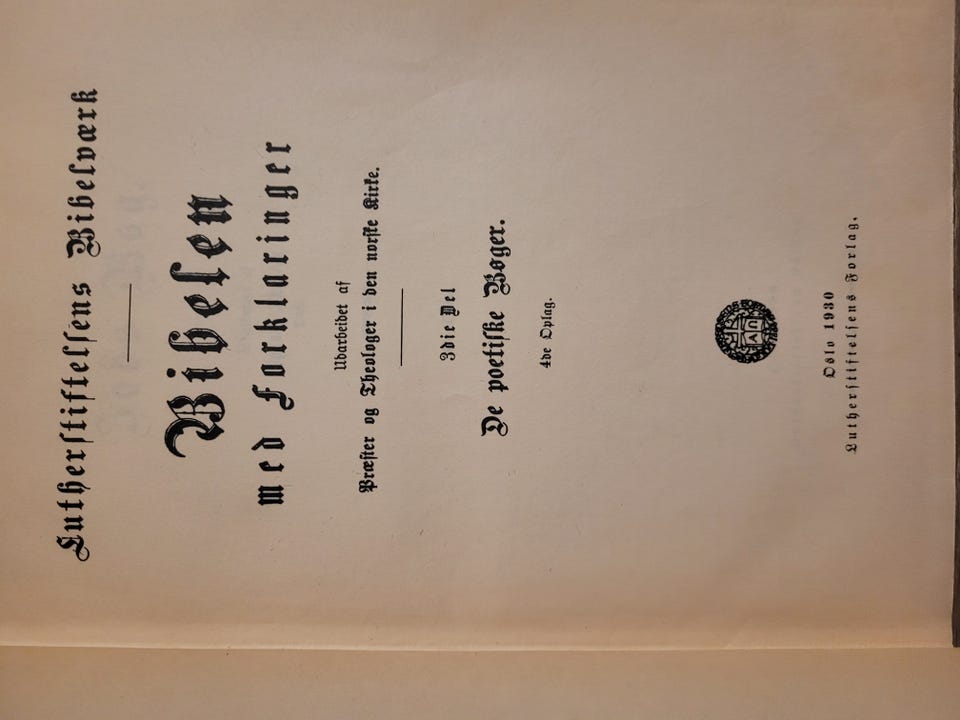 Lutherstiftelsens Bibelværk
Bibelen
med Forklaringer
Udarbeidet af
Præster og Theologer i den norske Kirke.
3die Del
De poetiske Bøger.
4de Oplag.
Oslo 1930
Lutherstiftelsens Forlag.